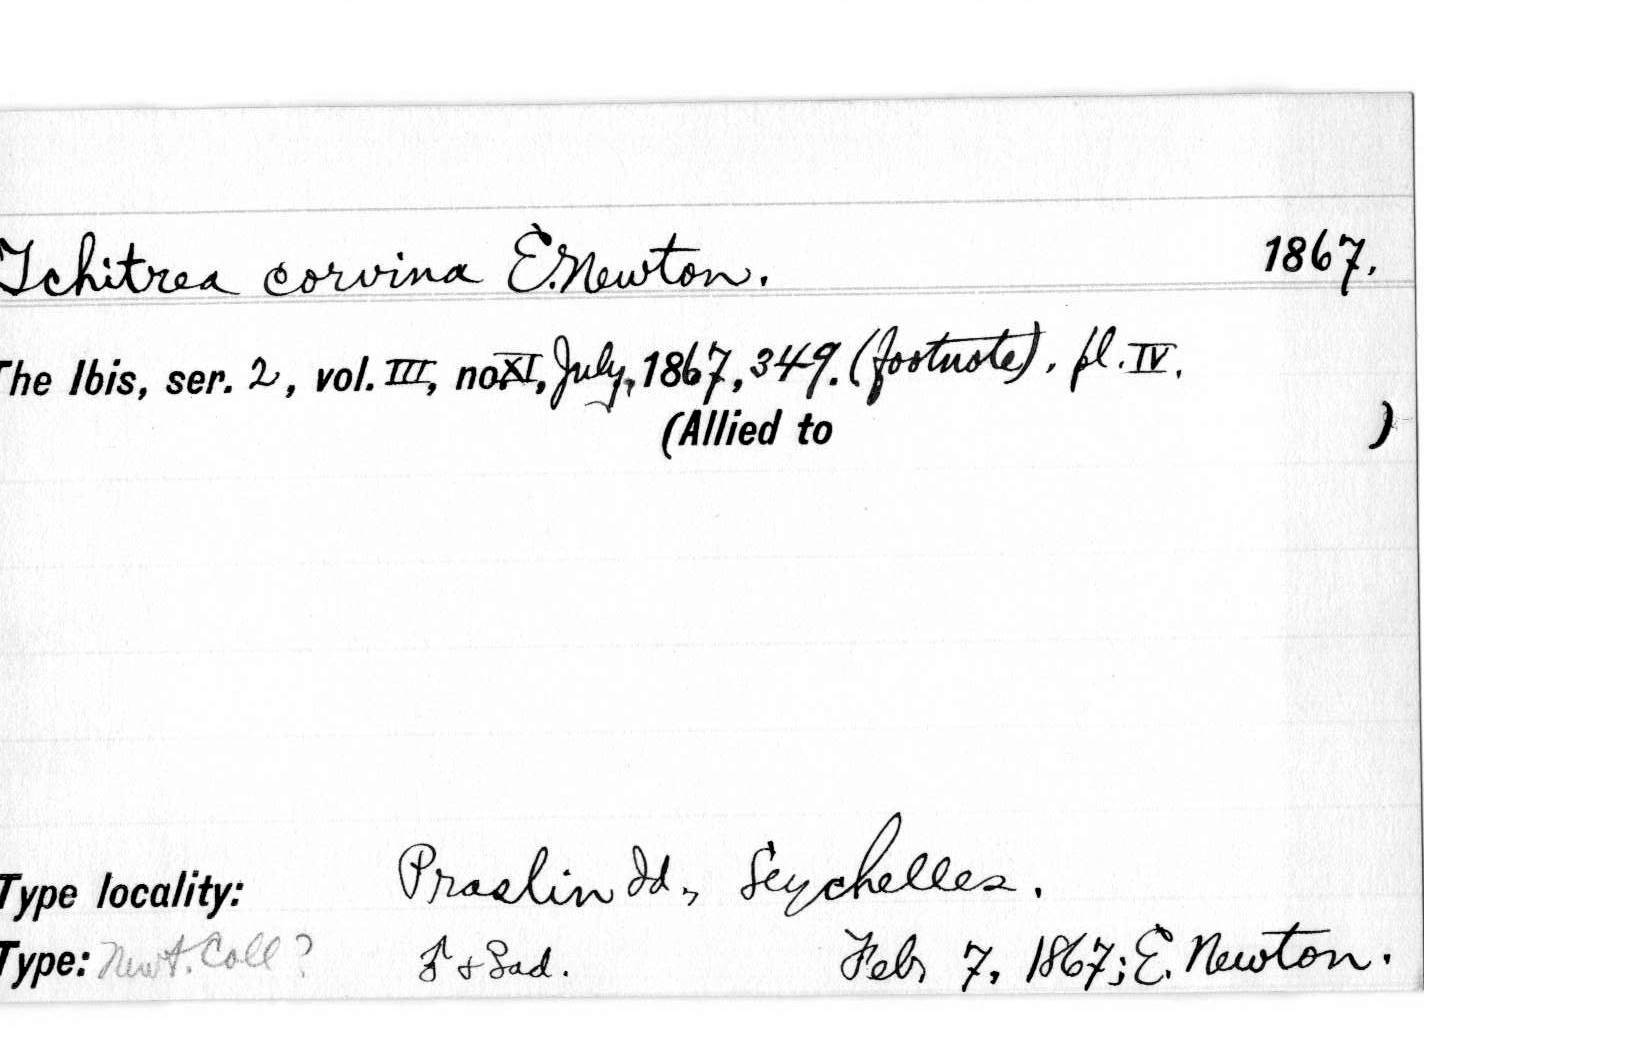 Tchitrea corvina E. Newton. 1867.
The Ibis, ser. 2, vol. III, no. XI, July, 1867, 349. (footnote). pl. IV.
(Allied to )
Type locality: Praslin Id., Seychelles.
Type: Newt. Coll? ♂ + ♀ ad. Feb 7, 1867; E. Newton.